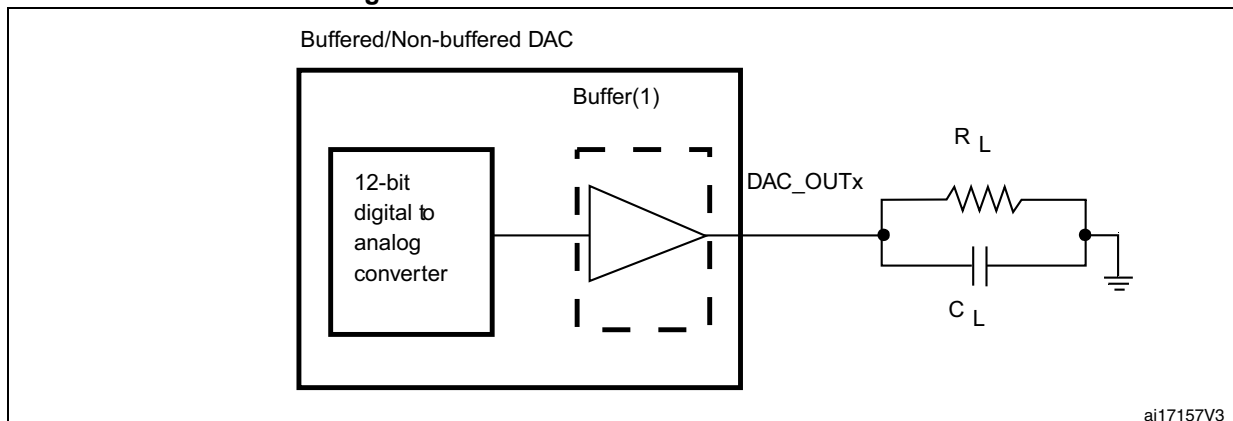 Buffered/Non-buffered DAC
Buffer(1)
12-bit
digital to
analog
converter
DAC_OUTx
R L
C L
ai17157V3